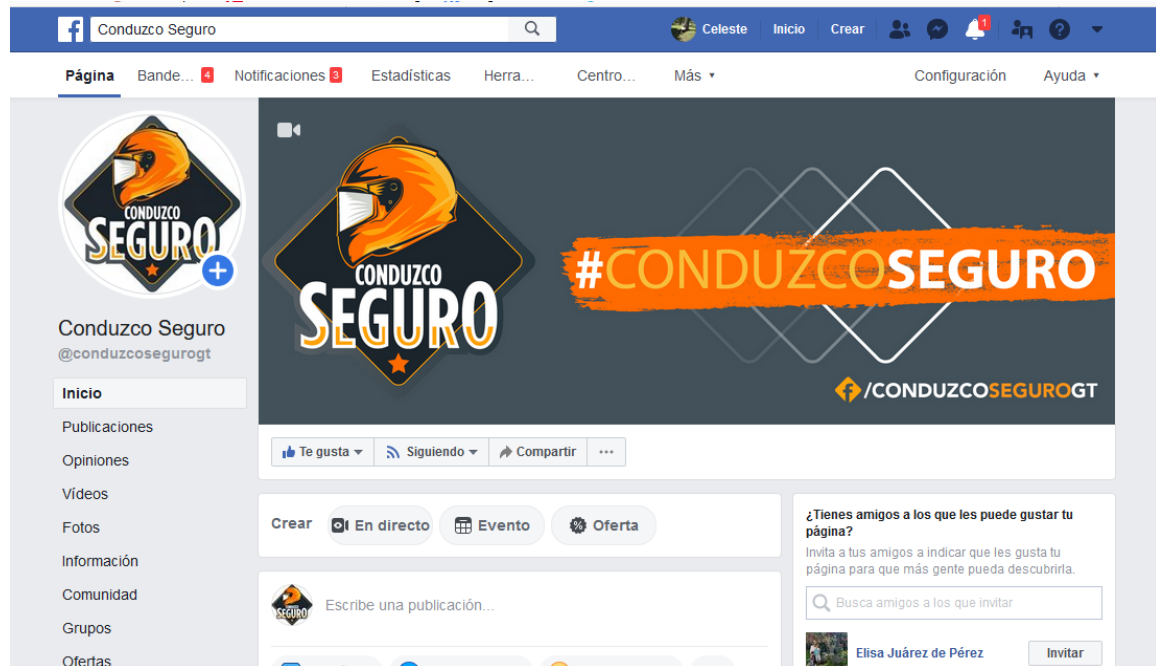 Conduzco Seguro
Celeste Inicio Crear 1
Página Bande... 4 Notificaciones 3 Estadísticas Herra... Centro... Más Configuración Ayuda
CONDUZCO
SEGURO
Conduzco Seguro
@conduzcosegurogt
Inicio
Publicaciones
Opiniones
Vídeos
Fotos
Información
Comunidad
Grupos
Ofertas
CONDUZCO
SEGURO
#CONDUZCOSEGURO
/CONDUZCOSEGUROGT
Te gusta Siguiendo Compartir ...
Crear En directo Evento Oferta
CONDUZCO
SEGURO
Escribe una publicación...
¿Tienes amigos a los que les puede gustar tu
página?
Invita a tus amigos a indicar que les gusta tu
página para que más gente pueda descubrirla.
Busca amigos a los que invitar
Elisa Juárez de Pérez Invitar